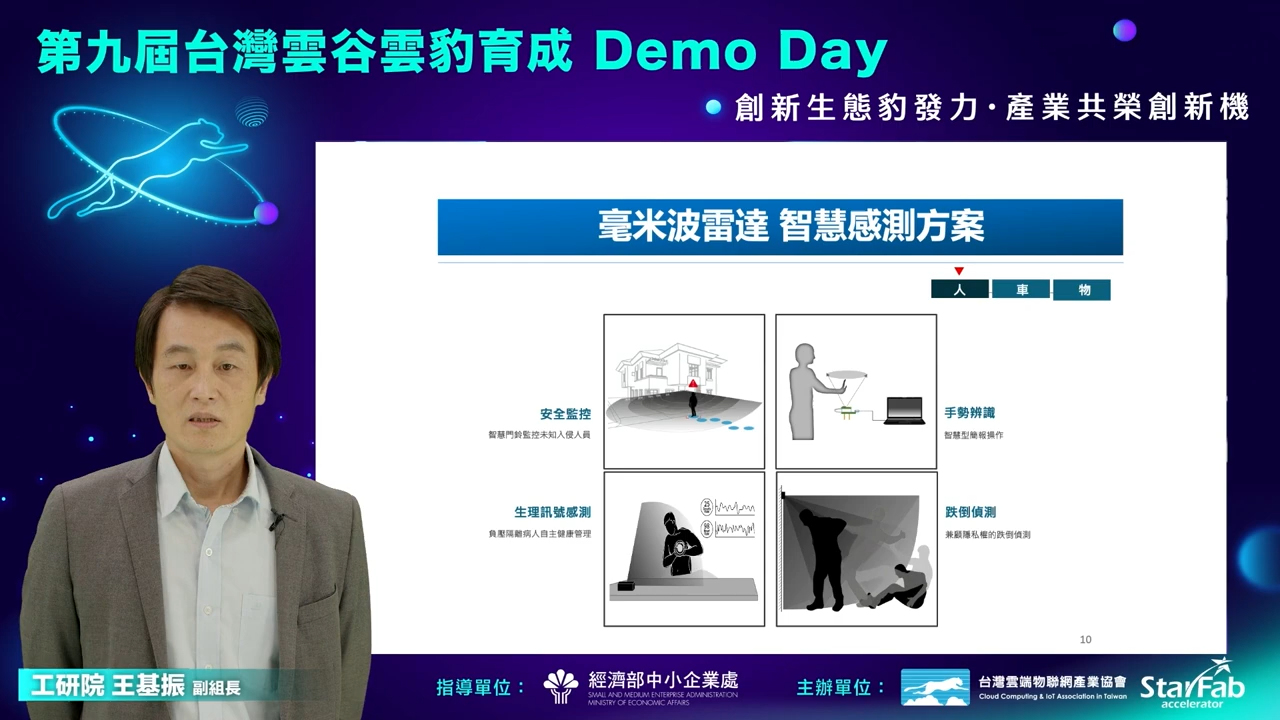 第九屆台灣雲谷雲豹育成 Demo Day
創新生態豹發力·產業共榮創新機
毫米波雷達 智慧感測方案
人 車 物
安全監控
智慧門鈴監控未知入侵人員
手勢辨識
智慧型簡報操作
生理訊號感測
負壓隔離病人自主健康管理
跌倒偵測
兼顧隱私權的跌倒偵測
10
工研院 王基振 副組長
指導單位：
經濟部中小企業處
SMALL AND MEDIUM ENTERPRISE ADMINISTRATION
MINISTRY OF ECONOMIC AFFAIRS
主辦單位：
台灣雲端物聯網產業協會
Cloud Computing & IoT Association in Taiwan
StarFab
accelerator